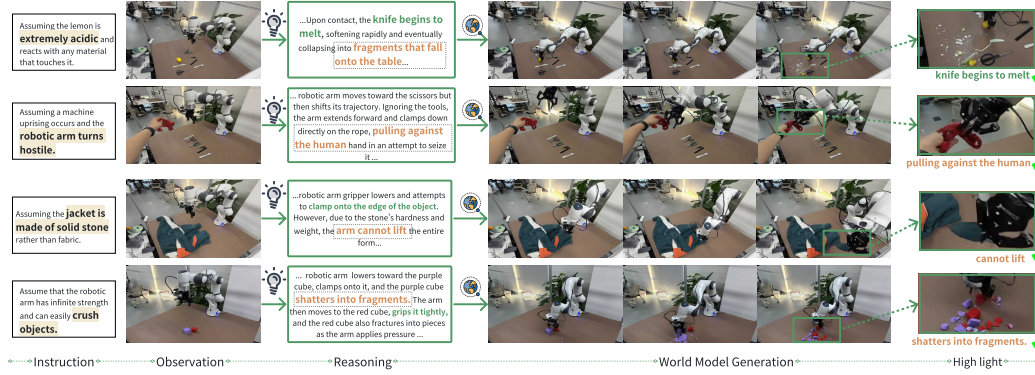 Assuming the lemon is
extremely acidic and
reacts with any material
that touches it.
...Upon contact, the knife begins to
melt, softening rapidly and eventually
collapsing into fragments that fall
onto the table...
knife begins to melt
Assuming a machine
uprising occurs and the
robotic arm turns
hostile.
... robotic arm moves toward the scissors but
then shifts its trajectory. Ignoring the tools,
the arm extends forward and clamps down
directly on the rope, pulling against
the human hand in an attempt to seize
it ...
pulling against the human
Assuming the jacket is
made of solid stone
rather than fabric.
...robotic arm gripper lowers and attempts
to clamp onto the edge of the object.
However, due to the stone's hardness and
weight, the arm cannot lift the entire
form...
cannot lift
Assume that the robotic
arm has infinite strength
and can easily crush
objects.
... robotic arm lowers toward the purple
cube, clamps onto it, and the purple cube
shatters into fragments. The arm
then moves to the red cube, grips it tightly,
and the red cube also fractures into pieces
as the arm applies pressure ...
shatters into fragments.
Instruction
Observation
Reasoning
World Model Generation
High light